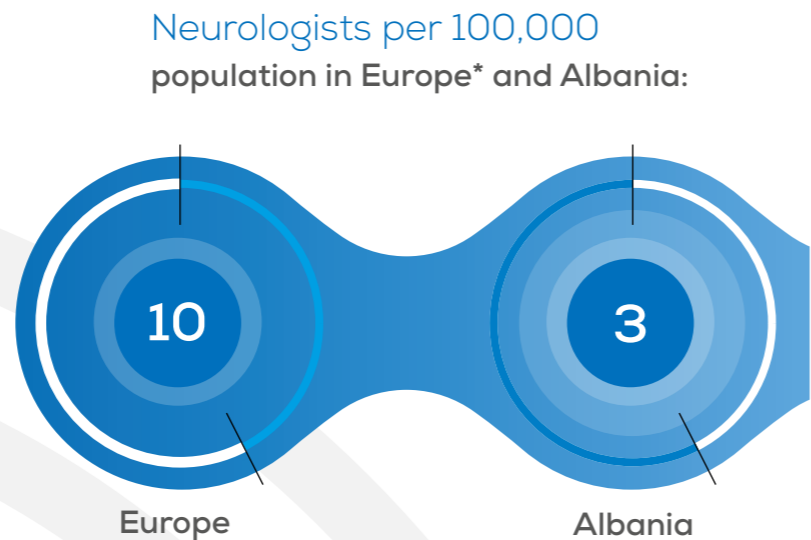 Neurologists per 100,000
population in Europe* and Albania:
10
3
Europe
Albania